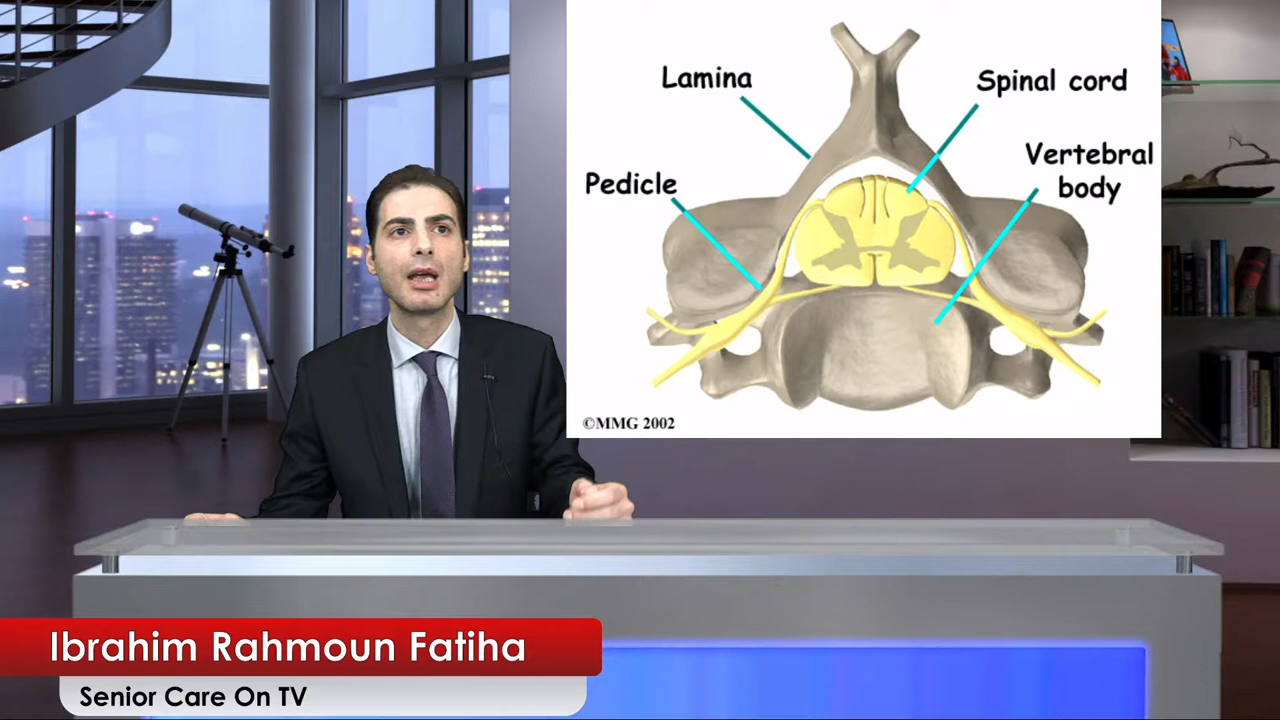 Lamina
Spinal cord
Vertebral
body
Pedicle
©MMG 2002
Ibrahim Rahmoun Fatiha
Senior Care On TV